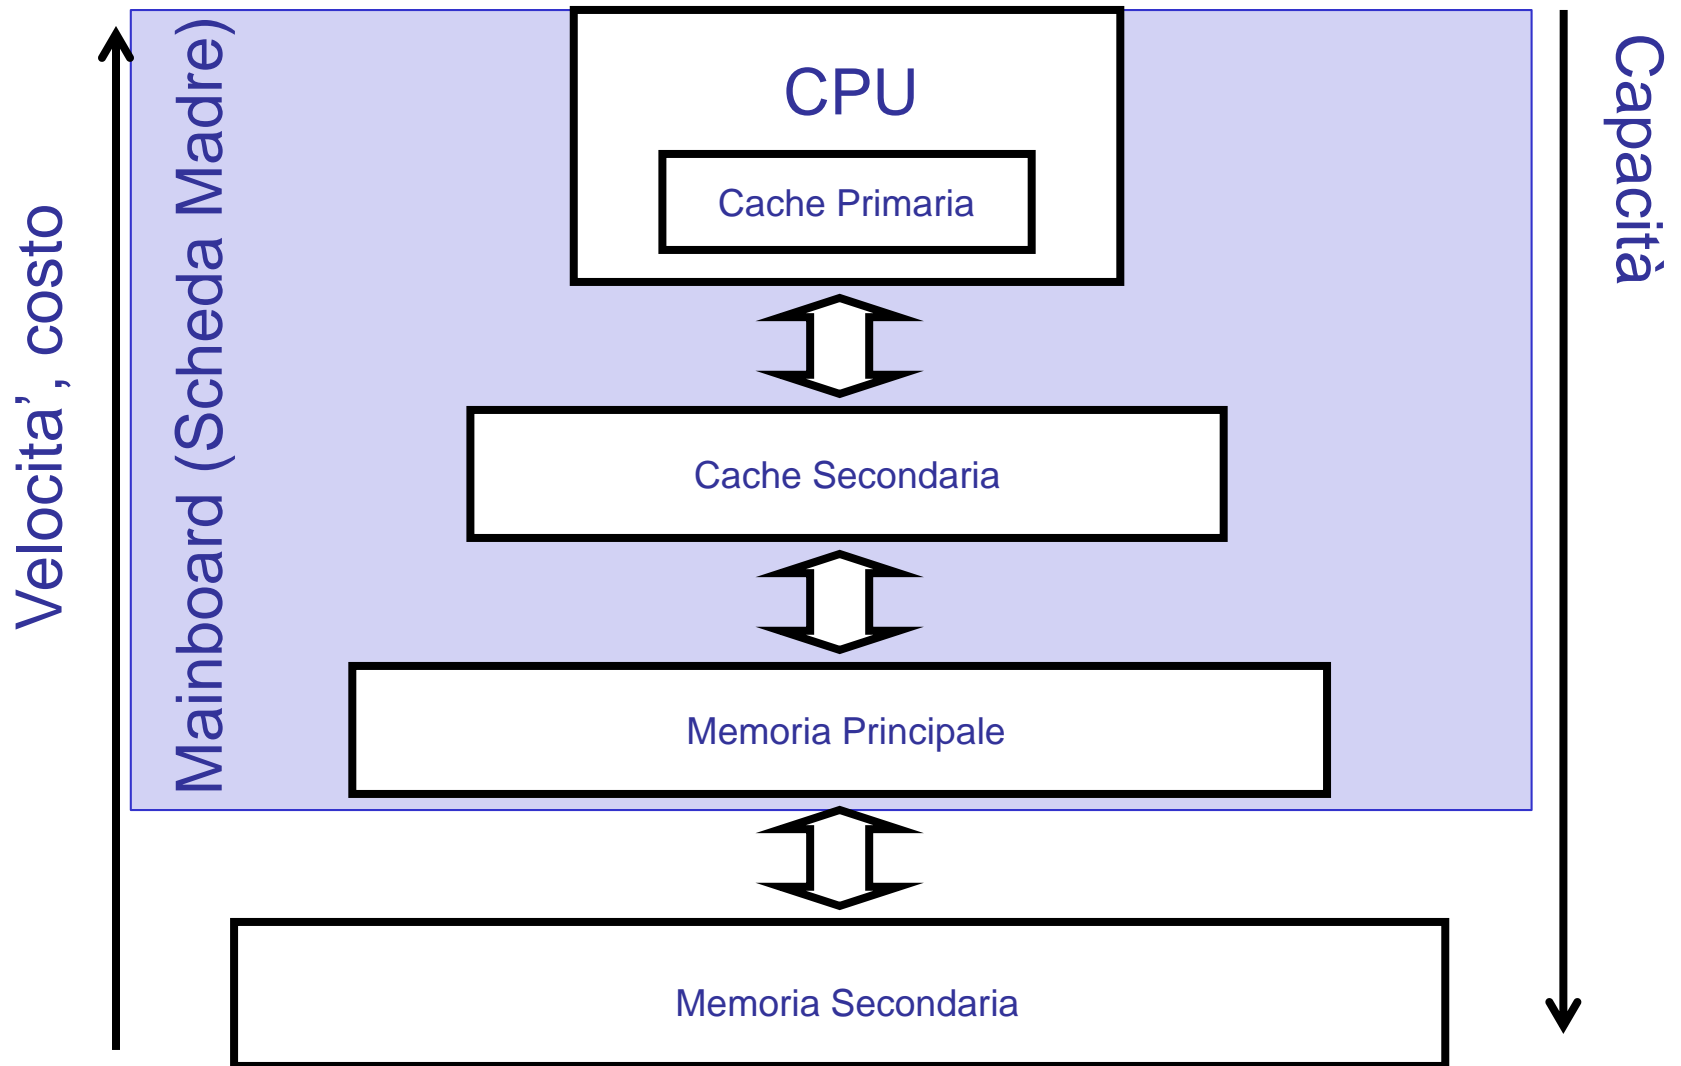 Velocita’, costo
Mainboard (Scheda Madre)
CPU
Cache Primaria
Cache Secondaria
Memoria Principale
Memoria Secondaria
Capacità